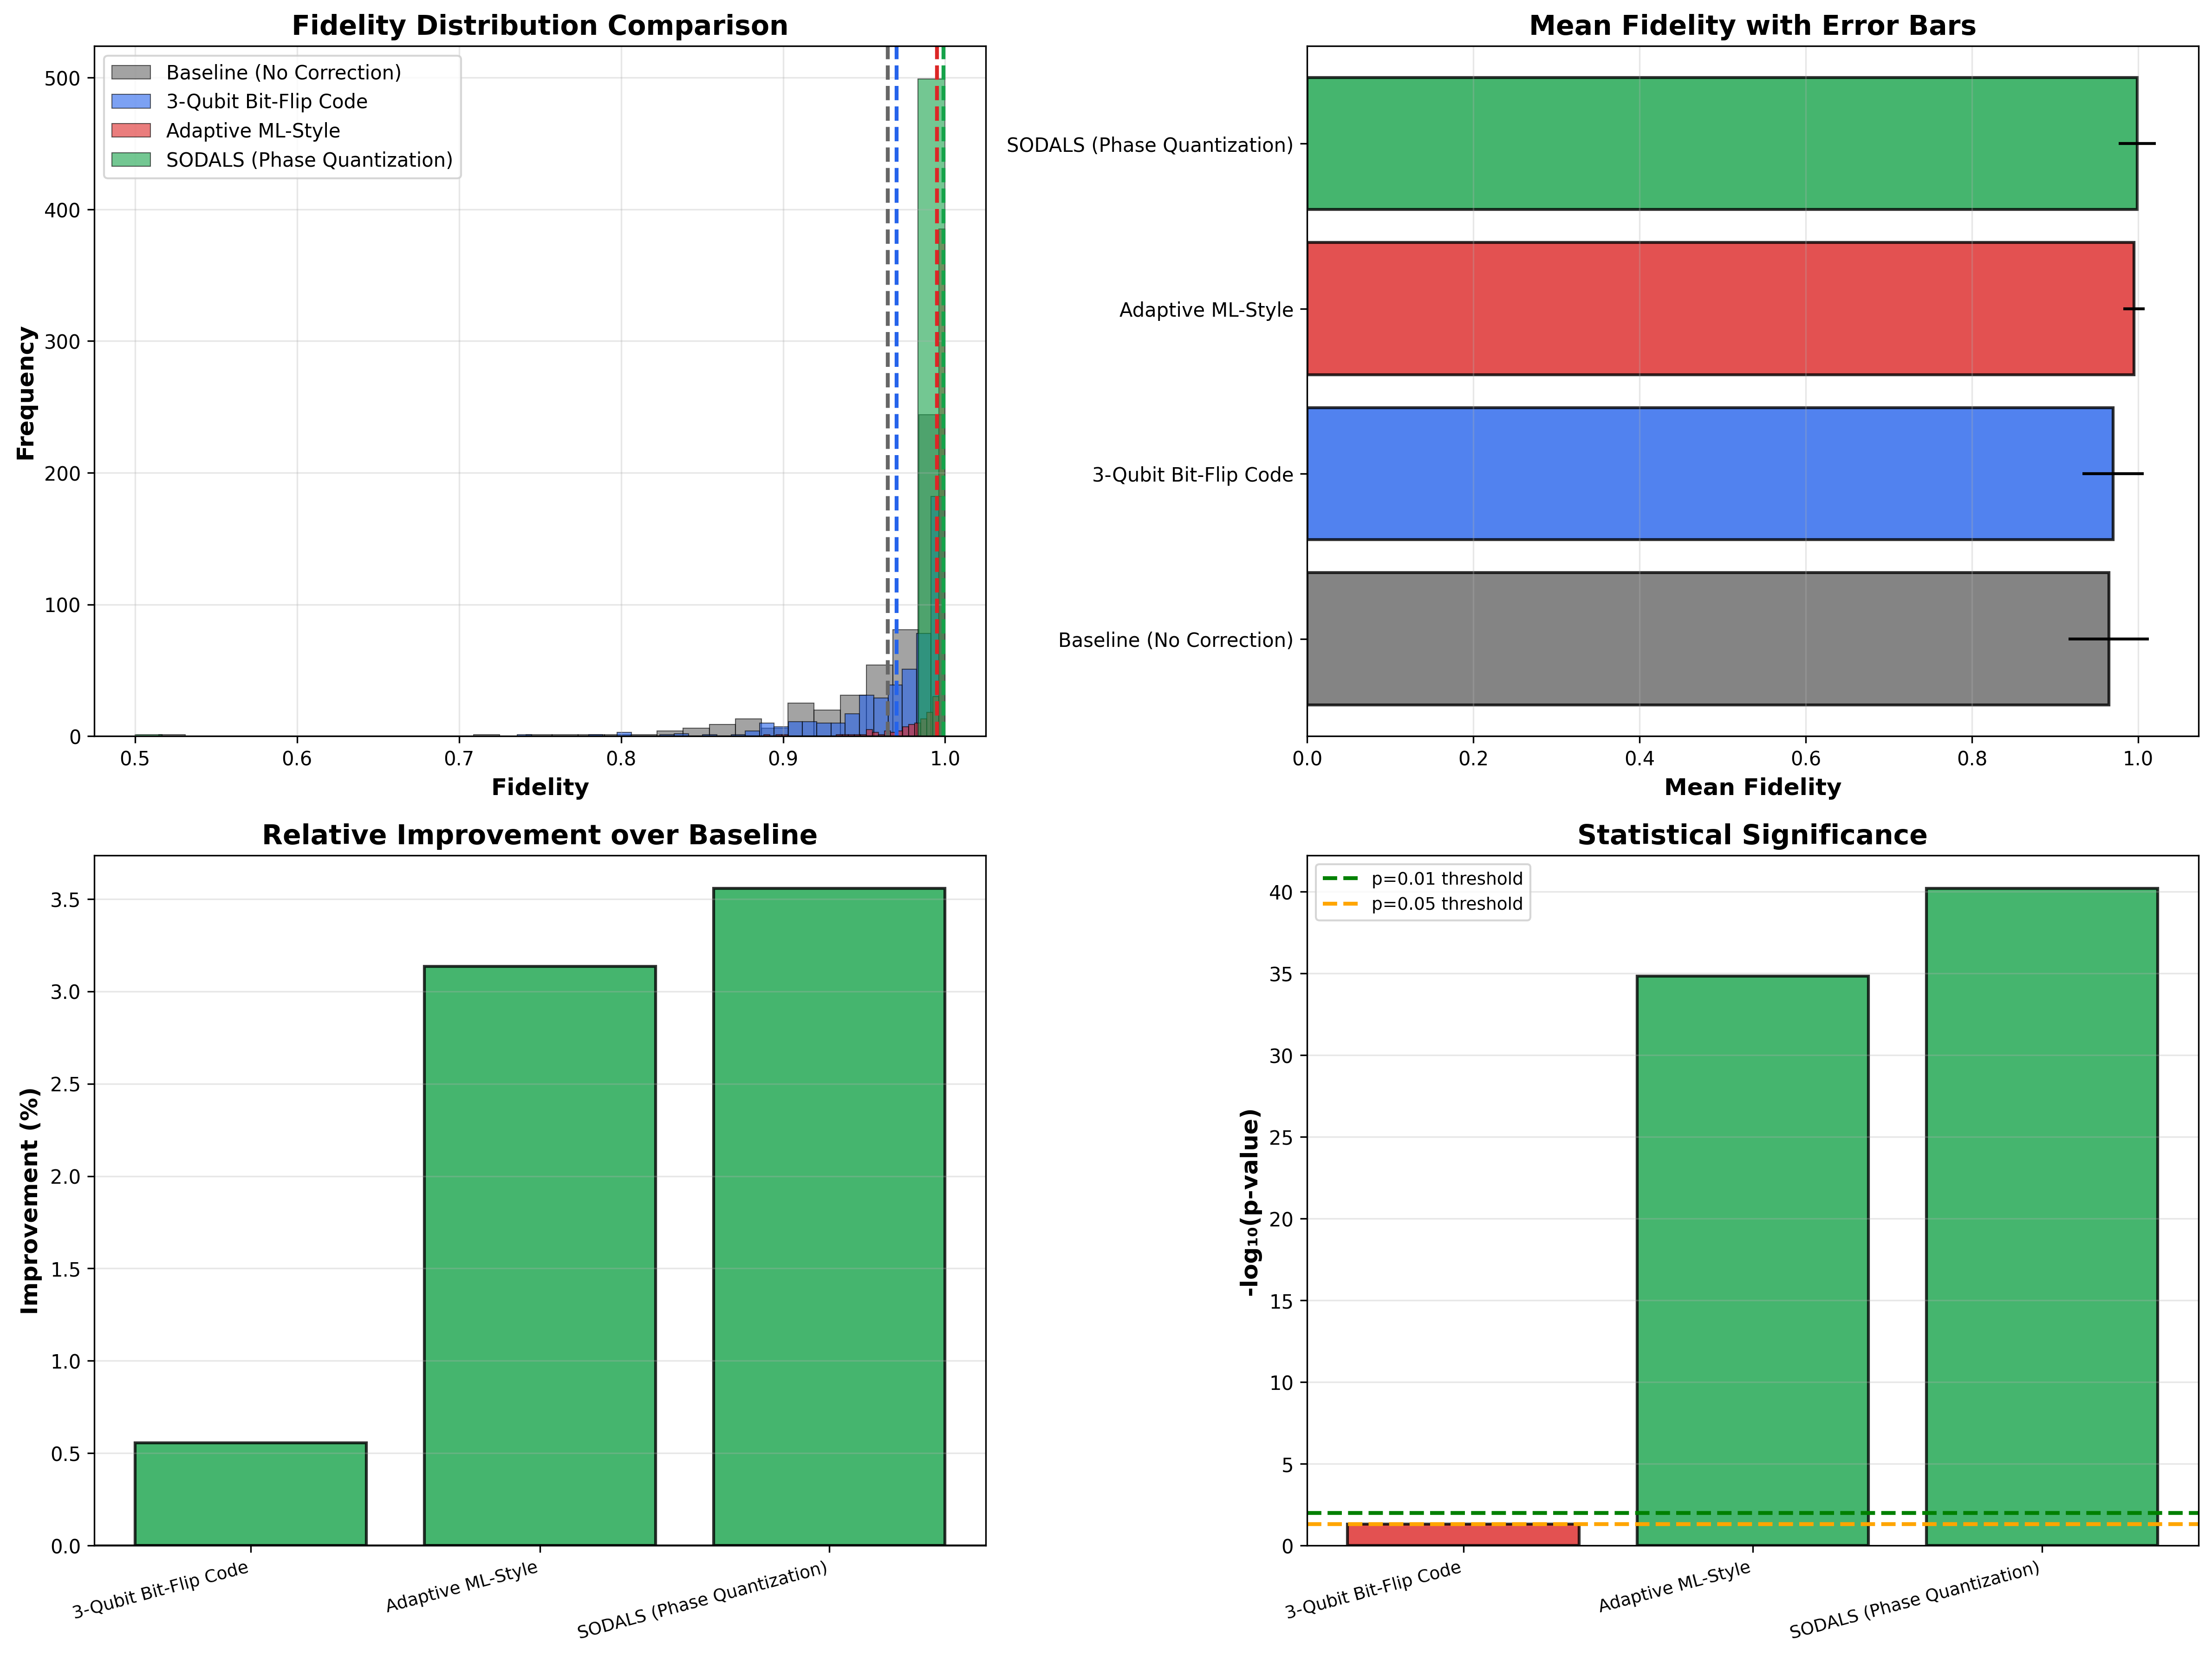 Fidelity Distribution Comparison
Frequency
500
400
300
200
100
0
Baseline (No Correction)
3-Qubit Bit-Flip Code
Adaptive ML-Style
SODALS (Phase Quantization)
0.5
0.6
0.7
0.8
0.9
1.0
Fidelity
Mean Fidelity with Error Bars
SODALS (Phase Quantization)
Adaptive ML-Style
3-Qubit Bit-Flip Code
Baseline (No Correction)
0.0
0.2
0.4
0.6
0.8
1.0
Mean Fidelity
Relative Improvement over Baseline
Improvement (%)
3.5
3.0
2.5
2.0
1.5
1.0
0.5
0.0
3-Qubit Bit-Flip Code
Adaptive ML-Style
SODALS (Phase Quantization)
Statistical Significance
-log₁₀(p-value)
p=0.01 threshold
p=0.05 threshold
40
35
30
25
20
15
10
5
0
3-Qubit Bit-Flip Code
Adaptive ML-Style
SODALS (Phase Quantization)